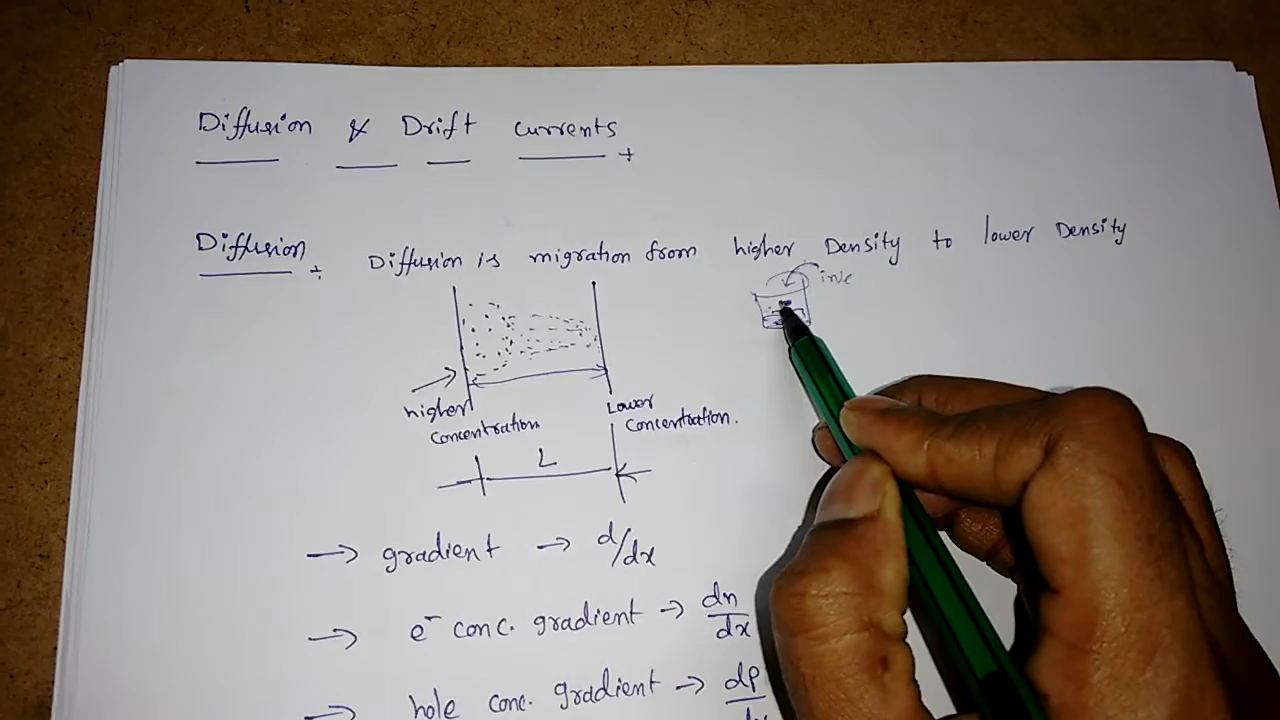 Diffusion & Drift currents
Diffusion ÷ Diffusion is migration from higher Density to lower Density
ink
higher concentration
Lower concentration.
L
→ gradient → d/dx
→ e⁻ conc. gradient → dn/dx
→ hole conc. gradient → dp/dx